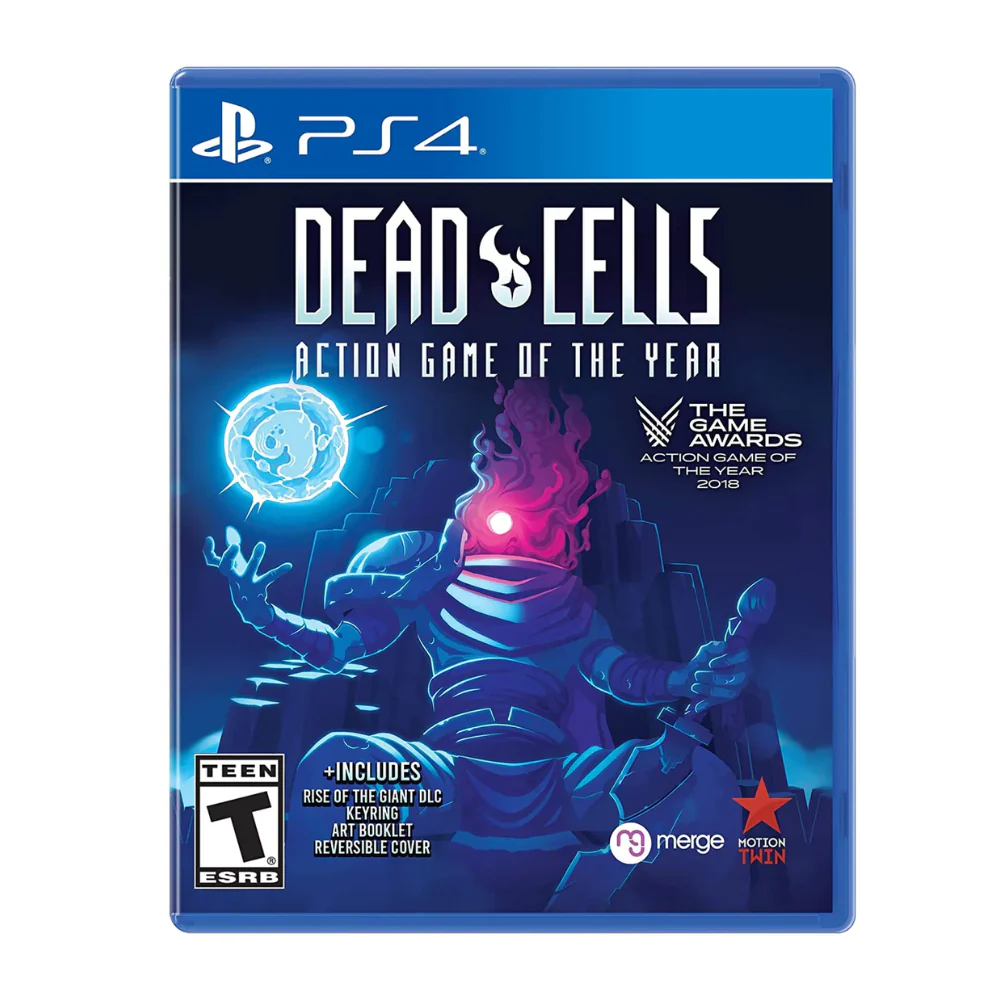 PS4
DEAD CELLS
ACTION GAME OF THE YEAR
THE
GAME
AWARDS
ACTION GAME OF
THE YEAR
2018
TEEN
T
ESRB
+INCLUDES
RISE OF THE GIANT DLC
KEYRING
ART BOOKLET
REVERSIBLE COVER
mg merge
MOTION
TWIN